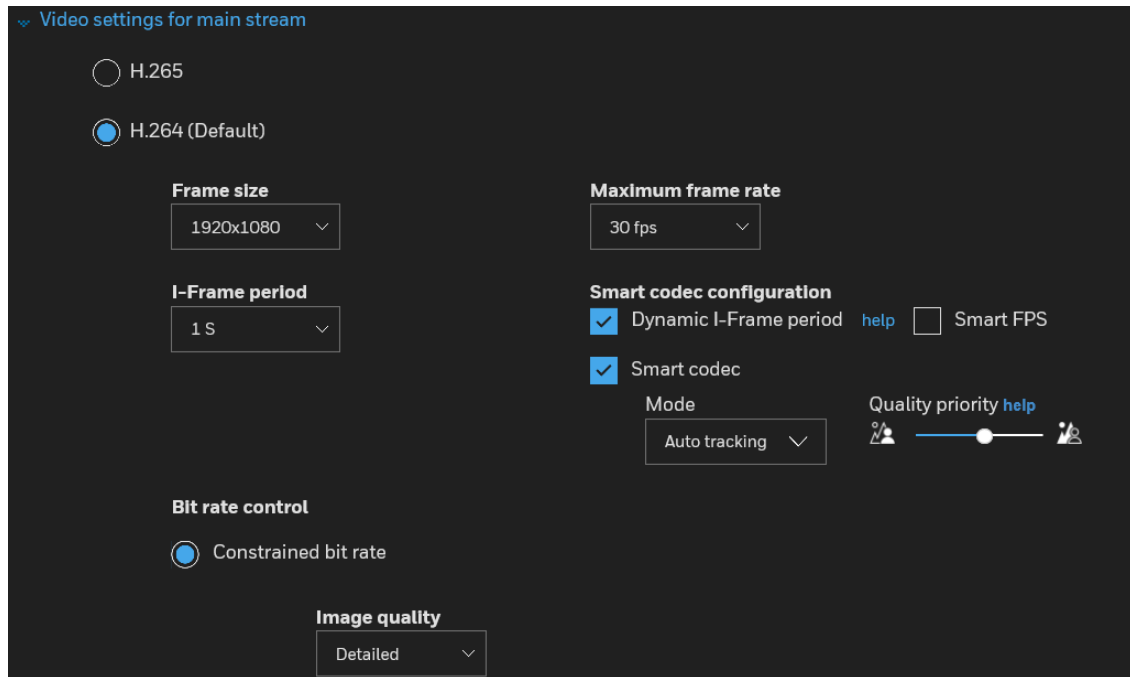 Video settings for main stream
H.265
H.264 (Default)
Frame size
Maximum frame rate
1920x1080
30 fps
I-Frame period
Smart codec configuration
1 S
Dynamic I-Frame period help Smart FPS
Smart codec
Mode
Quality priority help
Auto tracking
Bit rate control
Constrained bit rate
Image quality
Detailed